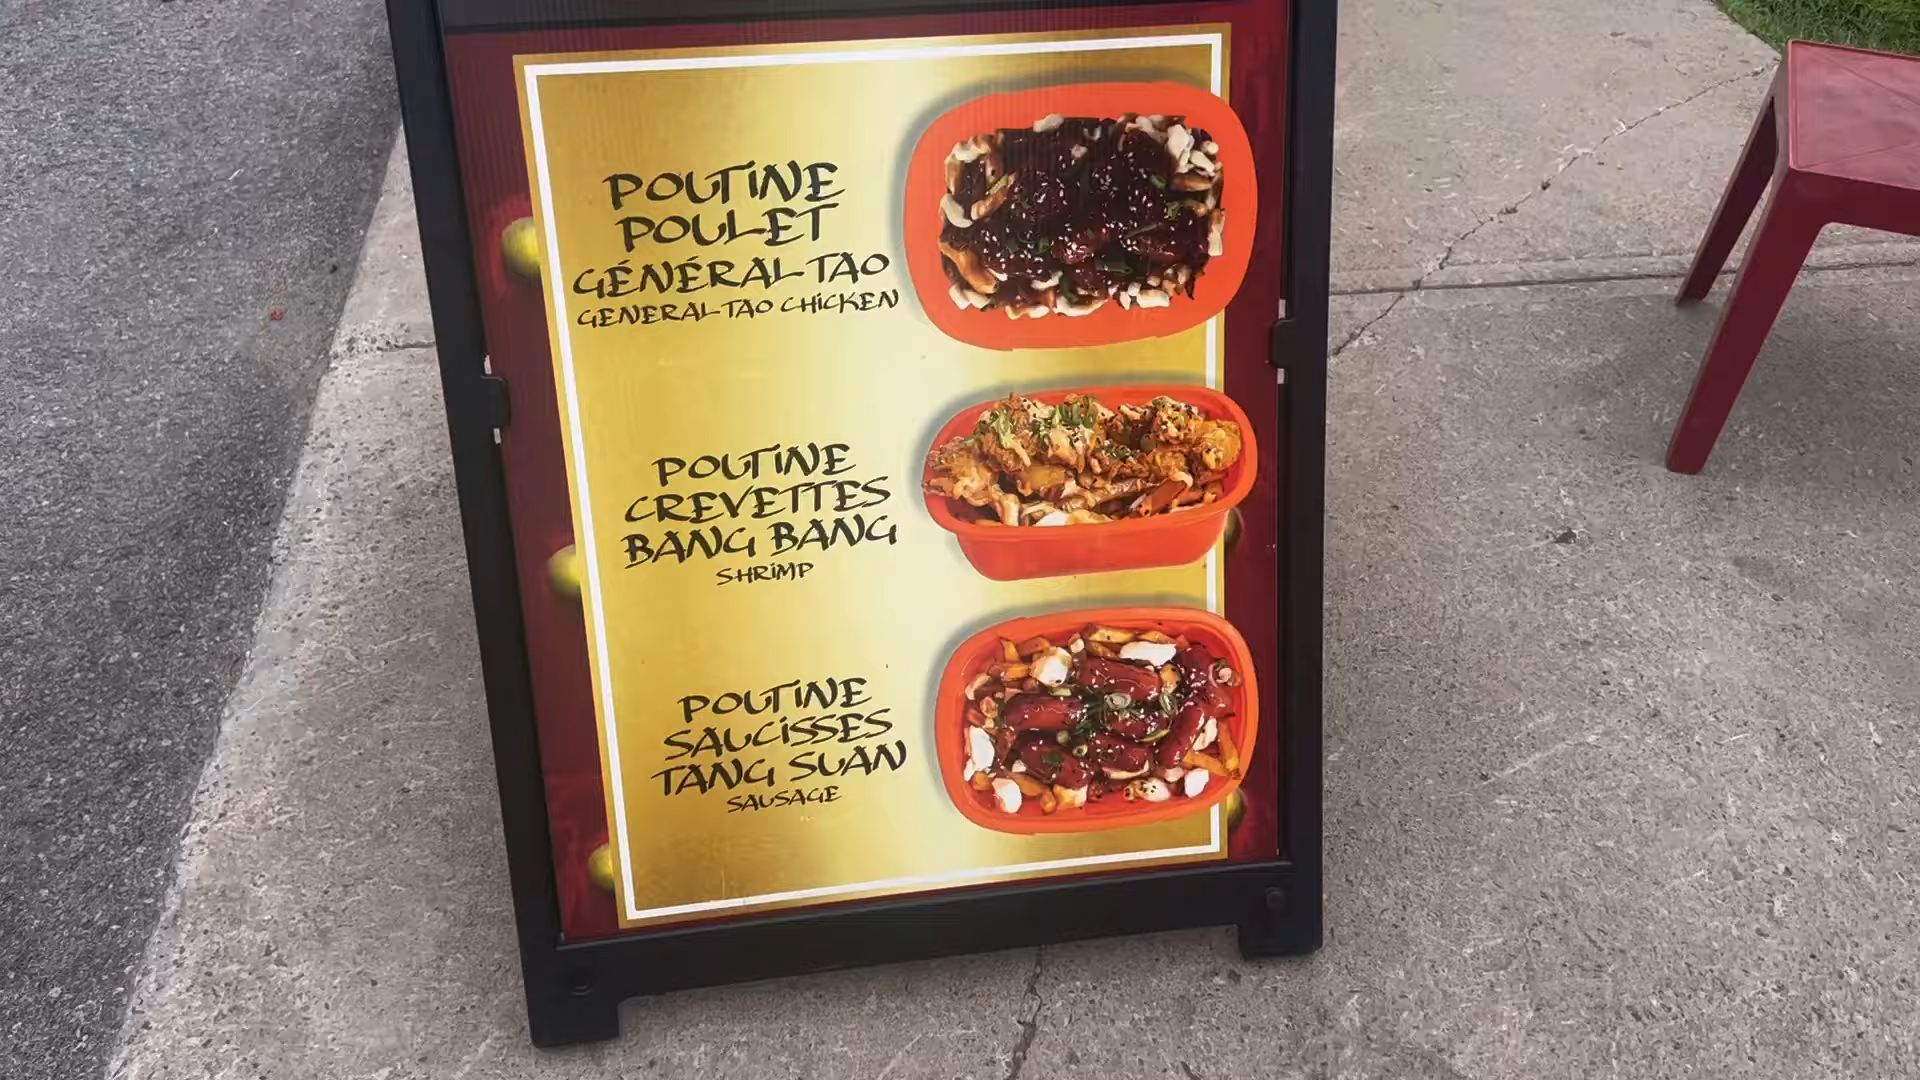 POUTINE
POULET
GÉNÉRAL TAO
GENERAL TAO CHICKEN
POUTINE
CREVETTES
BANG BANG
SHRIMP
POUTINE
SAUCISSES
TANG SUAN
SAUSAGE